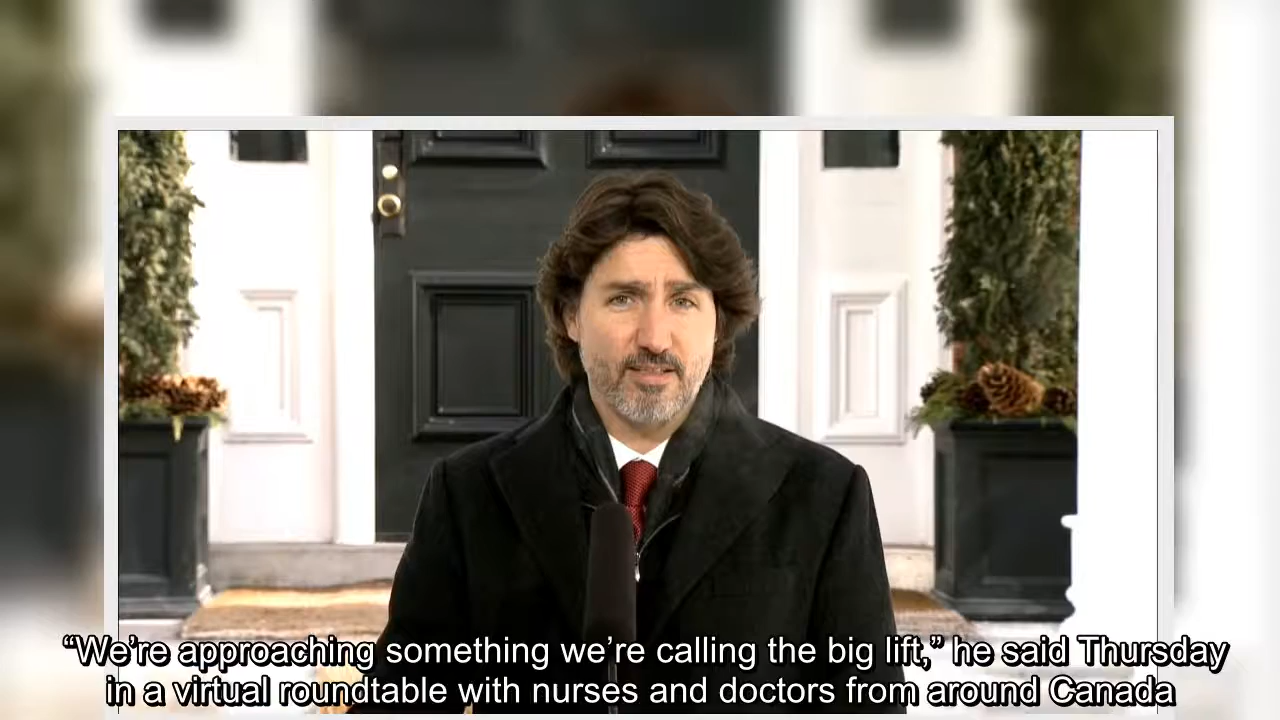 “We’re approaching something we’re calling the big lift,” he said Thursday
in a virtual roundtable with nurses and doctors from around Canada